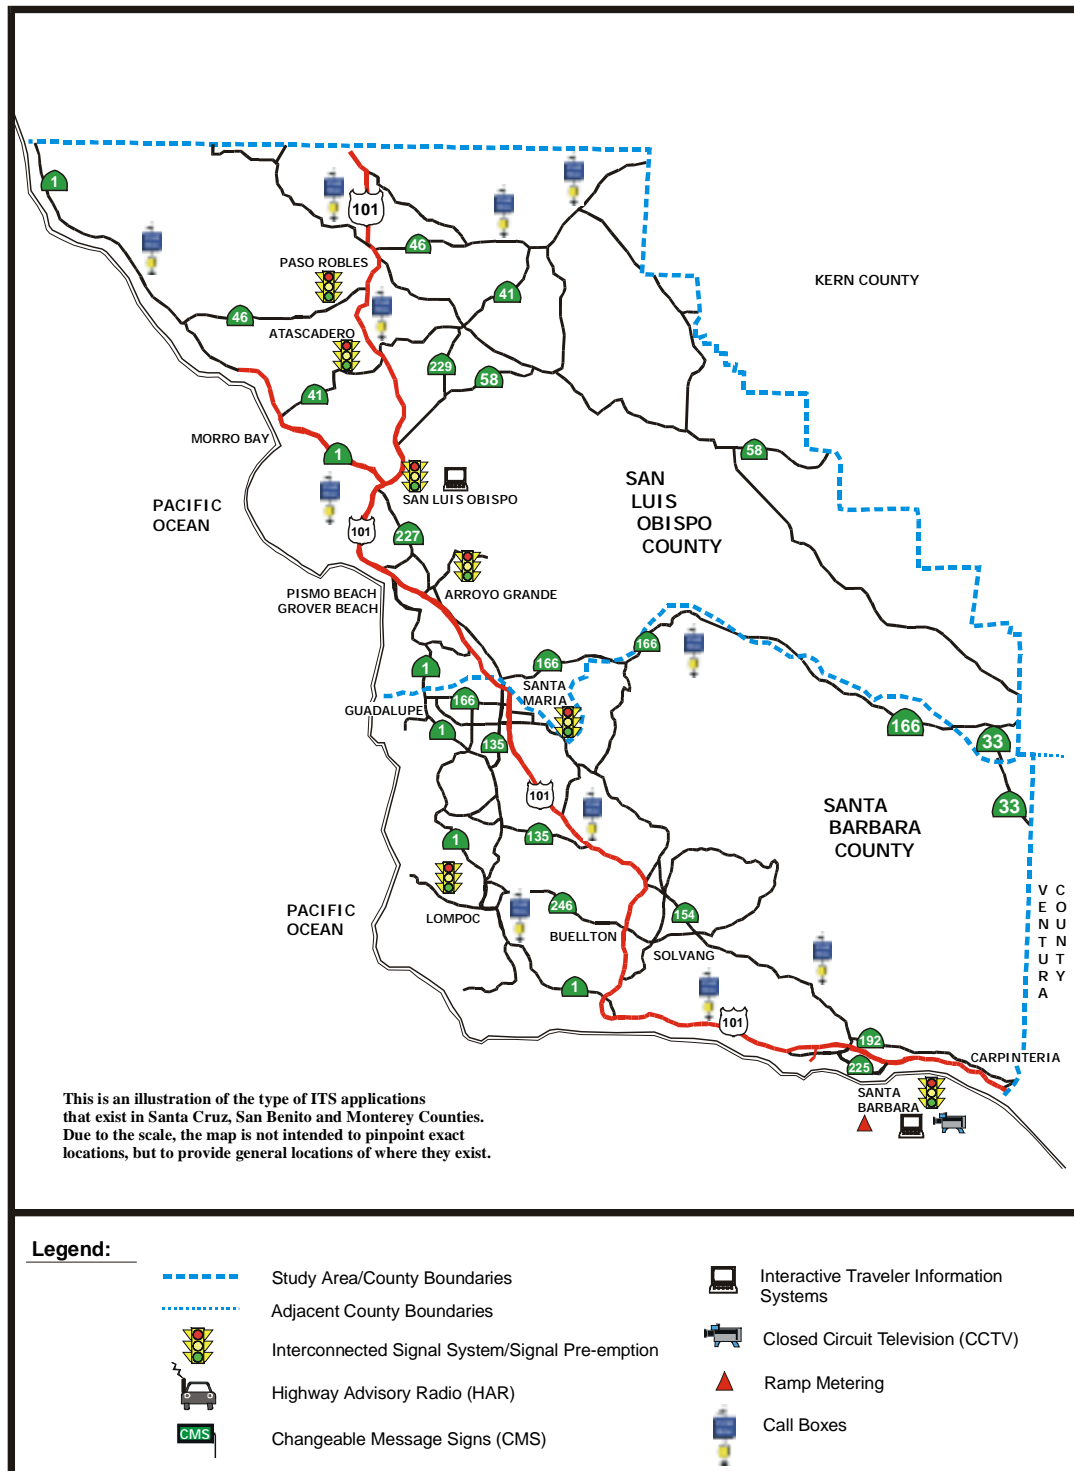 1
101
46
PASO ROBLES
KERN COUNTY
41
46
ATASCADERO
229
58
41
MORRO BAY
1
58
SAN LUIS OBISPO
SAN
LUIS
OBISPO
COUNTY
PACIFIC
OCEAN
101
227
PISMO BEACH
GROVER BEACH
ARROYO GRANDE
166
1
166
SANTA
MARIA
166
GUADALUPE
1
135
166
33
101
33
SANTA
BARBARA
COUNTY
135
1
VENTURA
COUNTY
PACIFIC
OCEAN
LOMPOC
246
154
BUELLTON
SOLVANG
1
101
192
CARPINTERIA
225
SANTA
BARBARA
This is an illustration of the type of ITS applications
that exist in Santa Cruz, San Benito and Monterey Counties.
Due to the scale, the map is not intended to pinpoint exact
locations, but to provide general locations of where they exist.
Legend:
Study Area/County Boundaries
Adjacent County Boundaries
Interconnected Signal System/Signal Pre-emption
Highway Advisory Radio (HAR)
CMS
Changeable Message Signs (CMS)
Interactive Traveler Information
Systems
Closed Circuit Television (CCTV)
Ramp Metering
Call Boxes